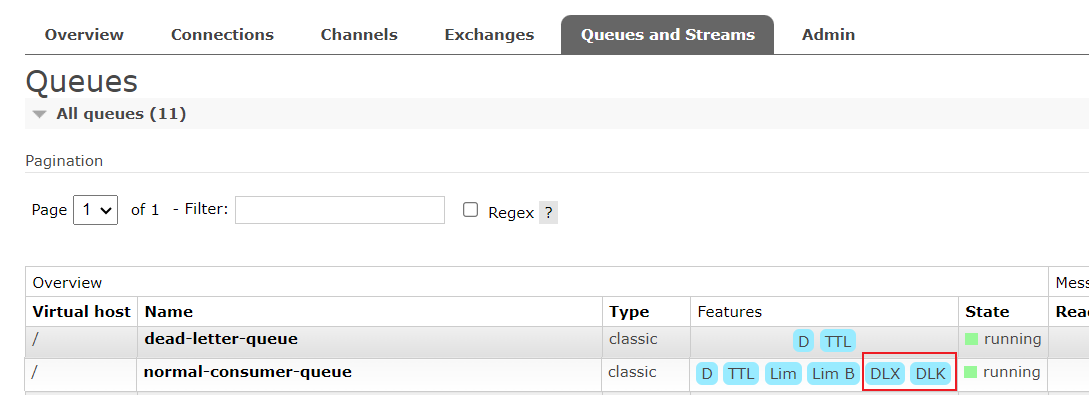 Overview Connections Channels Exchanges Queues and Streams Admin
Queues
All queues (11)
Pagination
Page 1 of 1 - Filter: Regex ?
Overview Mess
Virtual host Name Type Features State Read
/ dead-letter-queue classic D TTL running
/ normal-consumer-queue classic D TTL Lim Lim B DLX DLK running